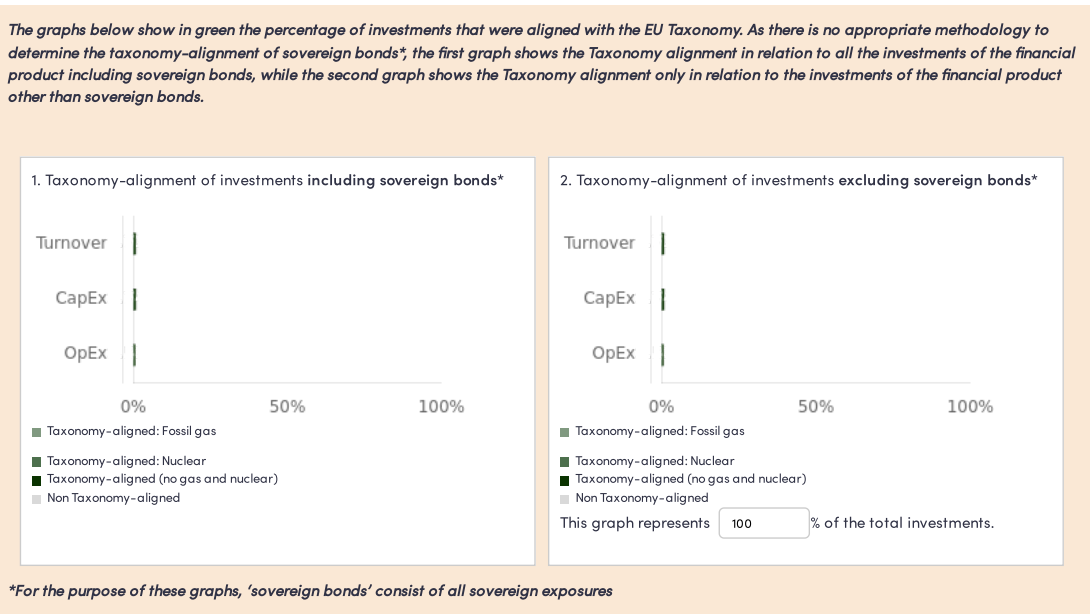 The graphs below show in green the percentage of investments that were aligned with the EU Taxonomy. As there is no appropriate methodology to
determine the taxonomy-alignment of sovereign bonds*, the first graph shows the Taxonomy alignment in relation to all the investments of the financial
product including sovereign bonds, while the second graph shows the Taxonomy alignment only in relation to the investments of the financial product
other than sovereign bonds.
1. Taxonomy-alignment of investments including sovereign bonds*
Turnover
CapEx
OpEx
0% 50% 100%
Taxonomy-aligned: Fossil gas
Taxonomy-aligned: Nuclear
Taxonomy-aligned (no gas and nuclear)
Non Taxonomy-aligned
2. Taxonomy-alignment of investments excluding sovereign bonds*
Turnover
CapEx
OpEx
0% 50% 100%
Taxonomy-aligned: Fossil gas
Taxonomy-aligned: Nuclear
Taxonomy-aligned (no gas and nuclear)
Non Taxonomy-aligned
This graph represents 100 % of the total investments.
*For the purpose of these graphs, ‘sovereign bonds’ consist of all sovereign exposures